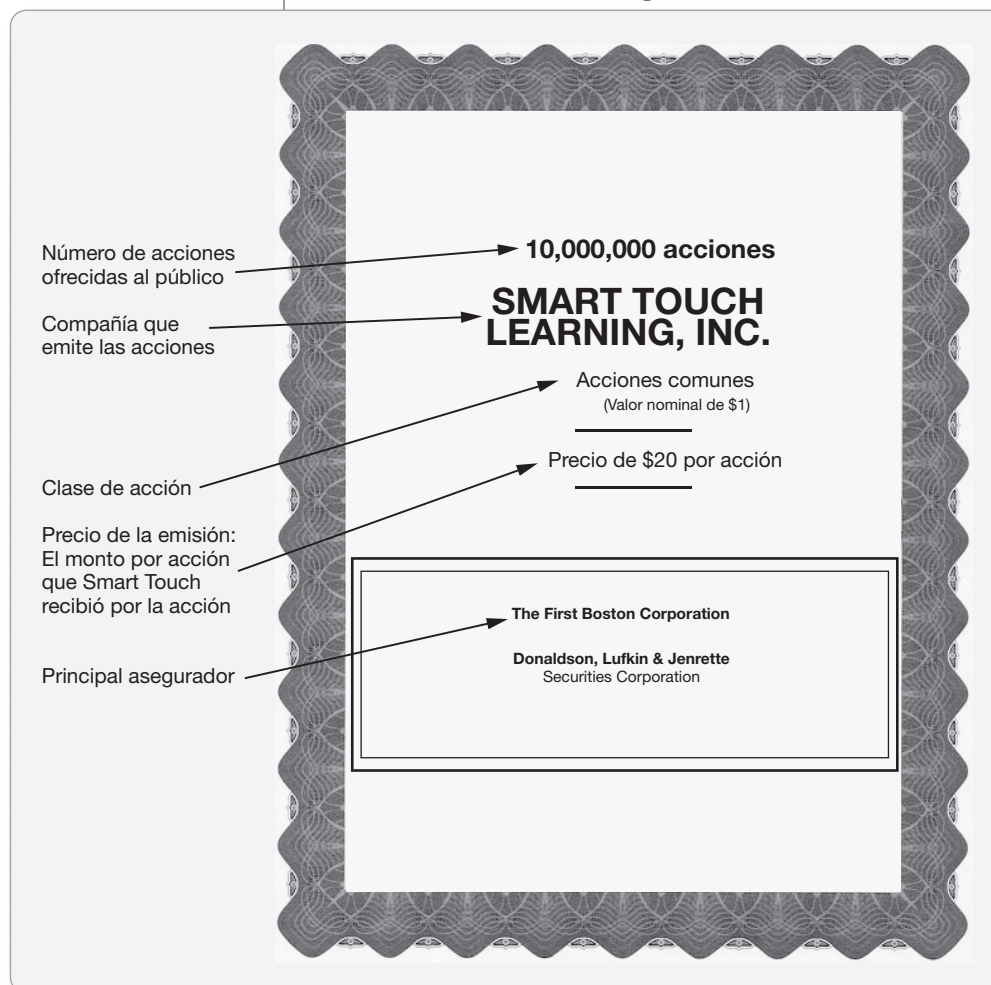 Número de acciones
ofrecidas al público
Compañía que
emite las acciones
Clase de acción
Precio de la emisión:
El monto por acción
que Smart Touch
recibió por la acción
Principal asegurador
10,000,000 acciones
SMART TOUCH
LEARNING, INC.
Acciones comunes
(Valor nominal de $1)
Precio de $20 por acción
The First Boston Corporation
Donaldson, Lufkin & Jenrette
Securities Corporation